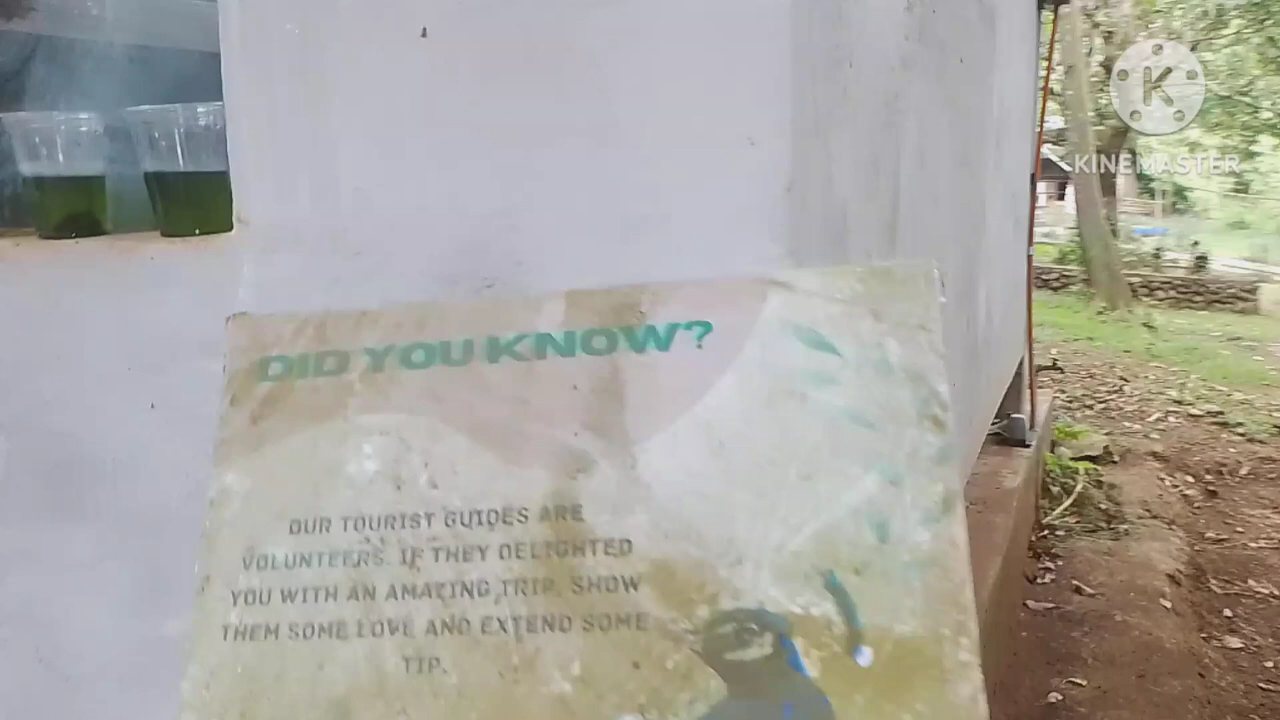 K
KINEMASTER
DID YOU KNOW?
OUR TOURIST GUIDES ARE
VOLUNTEERS. IF THEY DELIGHTED
YOU WITH AN AMAZING TRIP, SHOW
THEM SOME LOVE AND EXTEND SOME
TIP.